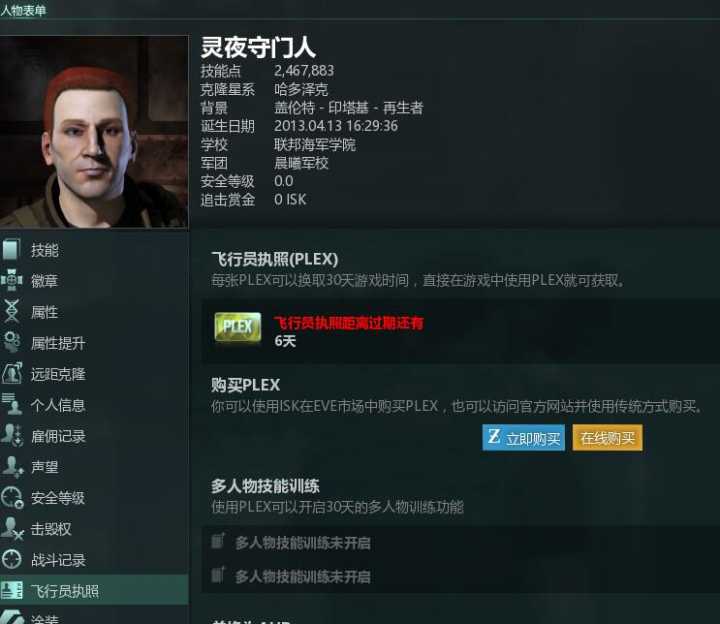 人物表单
灵夜守门人
技能点 2,467,883
克隆星系 哈多泽克
背景 盖伦特 - 印塔基 - 再生者
诞生日期 2013.04.13 16:29:36
学校 联邦海军学院
军团 晨曦军校
安全等级 0.0
追击赏金 0 ISK
技能
徽章
属性
属性提升
远距克隆
个人信息
雇佣记录
声望
安全等级
击毁权
战斗记录
飞行员执照
涂装
飞行员执照(PLEX)
每张PLEX可以换取30天游戏时间，直接在游戏中使用PLEX就可获取。
PLEX
飞行员执照距离过期还有
6天
购买PLEX
你可以使用ISK在EVE市场中购买PLEX，也可以访问官方网站并使用传统方式购买。
Z 立即购买
在线购买
多人物技能训练
使用PLEX可以开启30天的多人物训练功能
多人物技能训练未开启
多人物技能训练未开启